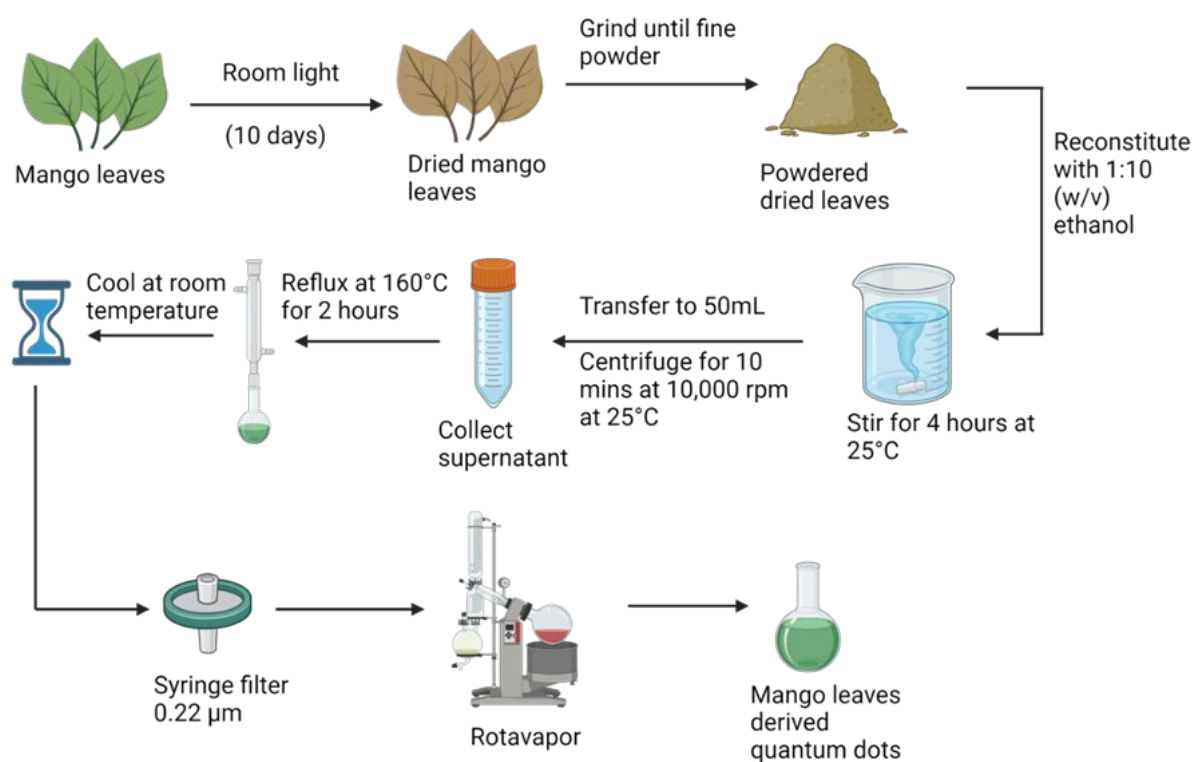 Mango leaves
Room light
(10 days)
Dried mango
leaves
Grind until fine
powder
Powdered
dried leaves
Reconstitute
with 1:10
(w/v)
ethanol
Stir for 4 hours at
25°C
Transfer to 50mL
Centrifuge for 10
mins at 10,000 rpm
at 25°C
Collect
supernatant
Reflux at 160°C
for 2 hours
Cool at room
temperature
Syringe filter
0.22 μm
Rotavapor
Mango leaves
derived
quantum dots